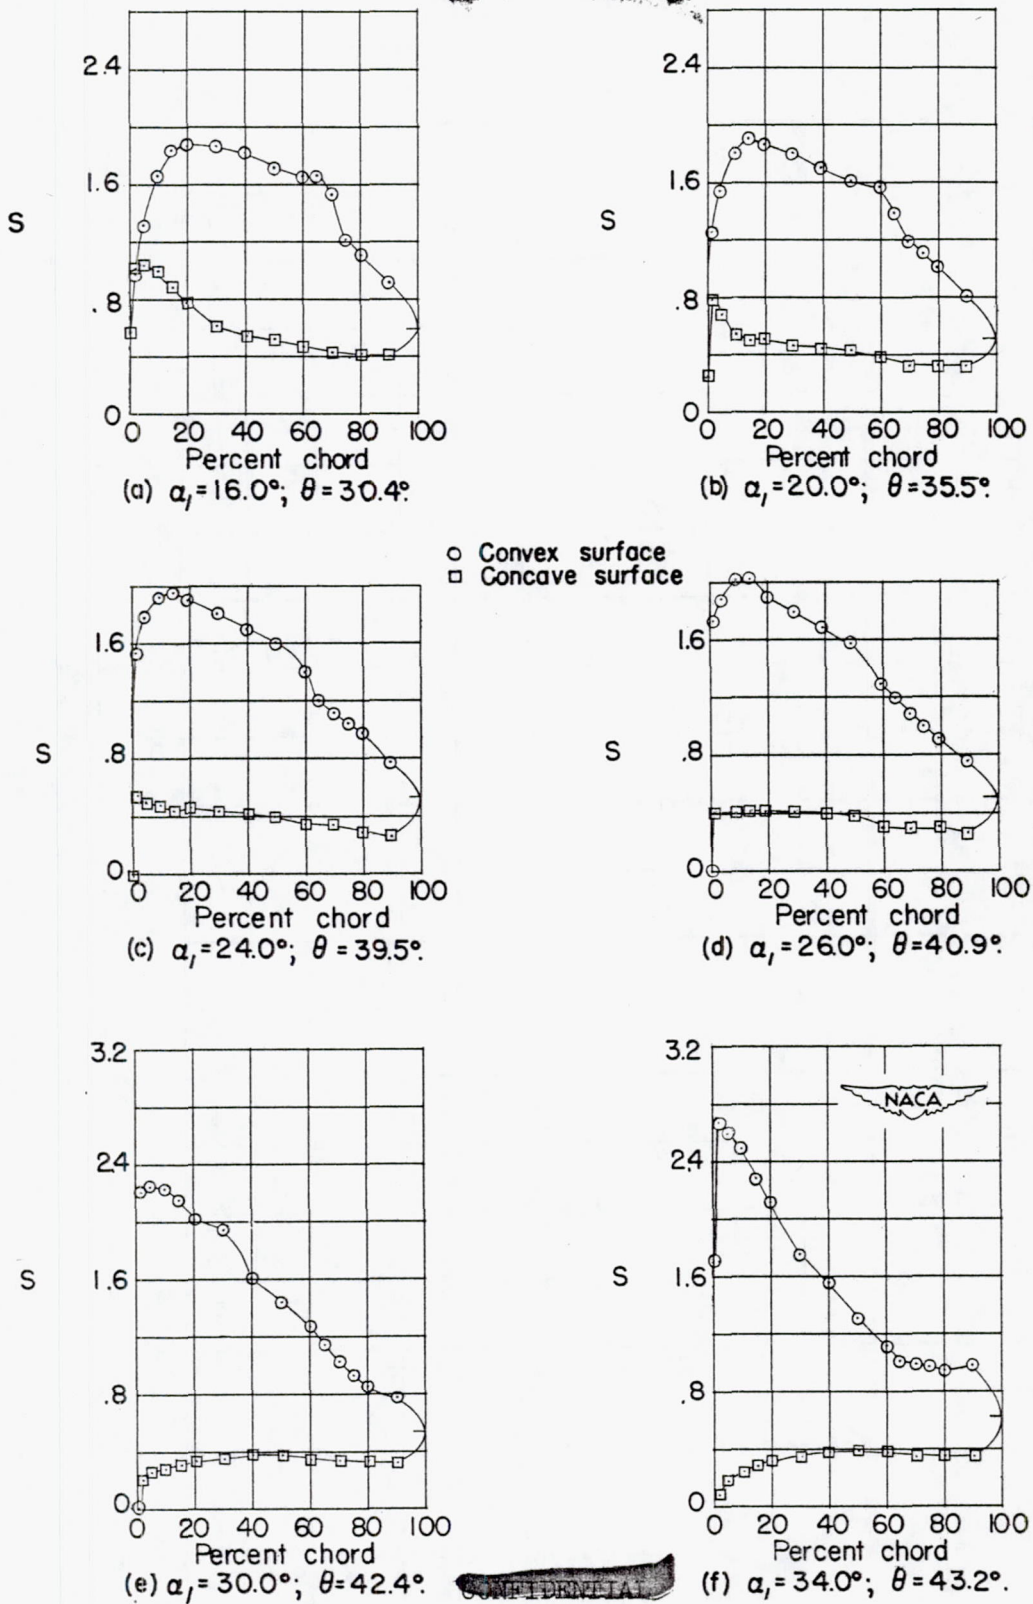 2.4
1.6
S
.8
0
0 20 40 60 80 100
Percent chord
(a) α₁=16.0°; θ=30.4°.
2.4
1.6
S
.8
0
0 20 40 60 80 100
Percent chord
(b) α₁=20.0°; θ=35.5°.
Convex surface
Concave surface
1.6
S
.8
0
0 20 40 60 80 100
Percent chord
(c) α₁=24.0°; θ=39.5°.
1.6
S
.8
0
0 20 40 60 80 100
Percent chord
(d) α₁=26.0°; θ=40.9°.
3.2
2.4
1.6
S
.8
0
0 20 40 60 80 100
Percent chord
(e) α₁=30.0°; θ=42.4°.
3.2
NACA
2.4
1.6
S
.8
0
0 20 40 60 80 100
Percent chord
(f) α₁=34.0°; θ=43.2°.
CONFIDENTIAL